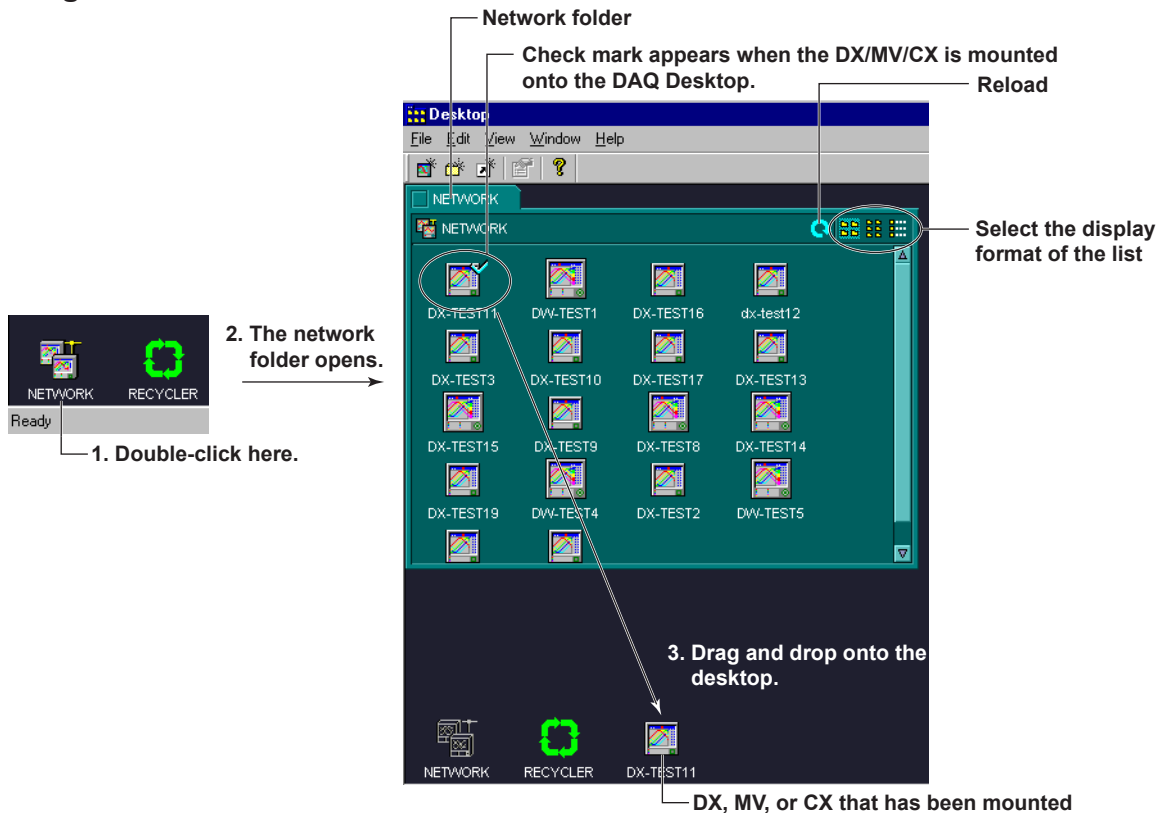 Network folder
Check mark appears when the DX/MV/CX is mounted
onto the DAQ Desktop.
Reload
Desktop
File Edit View Window Help
NETWORK
NETWORK
Select the display
format of the list
DX-TEST11 DW-TEST1 DX-TEST16 dx-test12
DX-TEST3 DX-TEST10 DX-TEST17 DX-TEST13
DX-TEST15 DX-TEST9 DX-TEST8 DX-TEST14
DX-TEST19 DW-TEST4 DX-TEST2 DW-TEST5
2. The network
folder opens.
NETWORK RECYCLER
Ready
1. Double-click here.
3. Drag and drop onto the
desktop.
NETWORK RECYCLER DX-TEST11
DX, MV, or CX that has been mounted